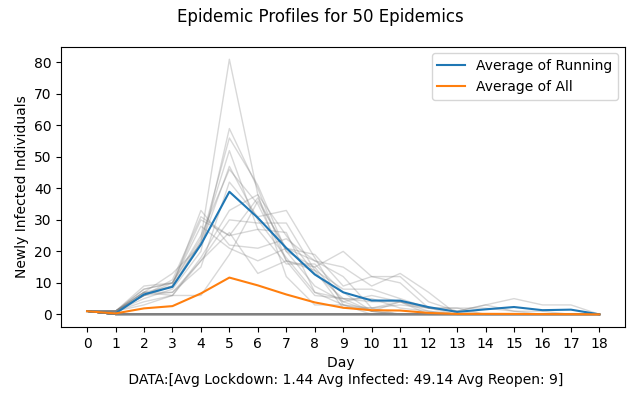 Epidemic Profiles for 50 Epidemics
Newly Infected Individuals
80
70
60
50
40
30
20
10
0
Average of Running
Average of All
0 1 2 3 4 5 6 7 8 9 10 11 12 13 14 15 16 17 18
Day
DATA:[Avg Lockdown: 1.44 Avg Infected: 49.14 Avg Reopen: 9]